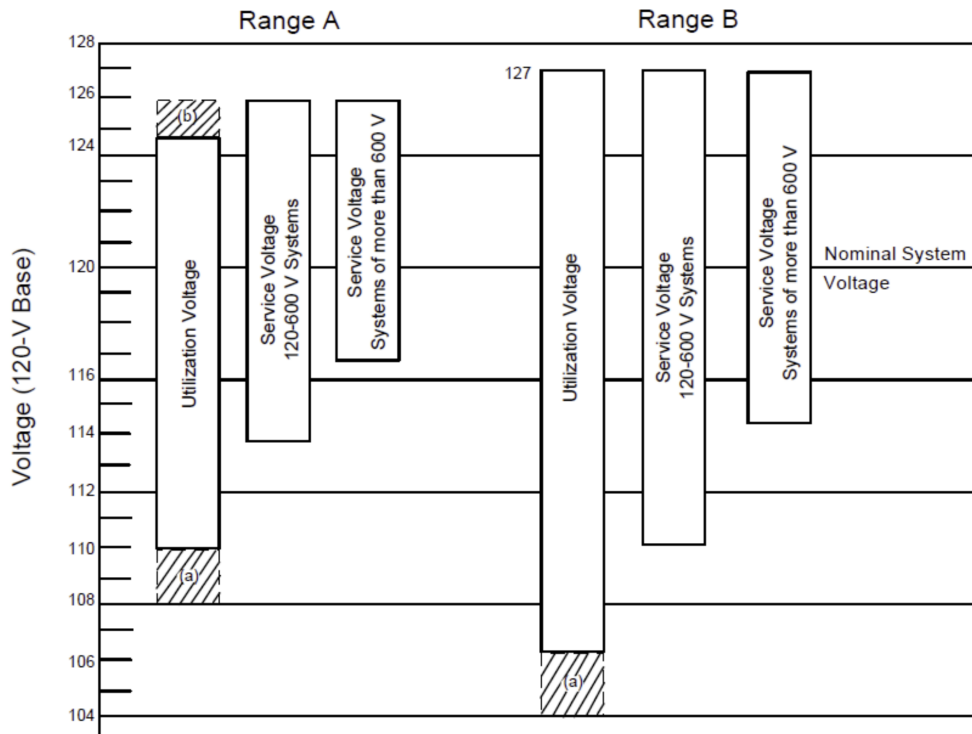 Range A
Range B
128
126
124
120
116
114
112
110
108
106
104
Voltage (120-V Base)
(b)
Utilization Voltage
(a)
Service Voltage
120-600 V Systems
Service Voltage
Systems of more than 600 V
127
Utilization Voltage
(a)
Service Voltage
120-600 V Systems
Service Voltage
Systems of more than 600 V
Nominal System
Voltage